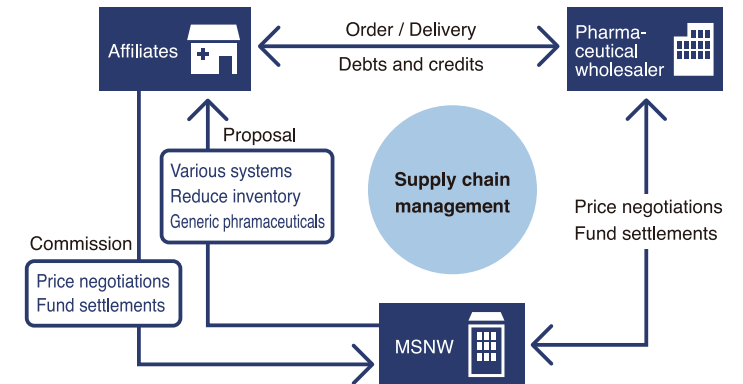 Affiliates
Order / Delivery
Debts and credits
Pharma-
ceutical
wholesaler
Proposal
Various systems
Reduce inventory
Generic phramaceuticals
Supply chain
management
Price negotiations
Fund settlements
Commission
Price negotiations
Fund settlements
MSNW